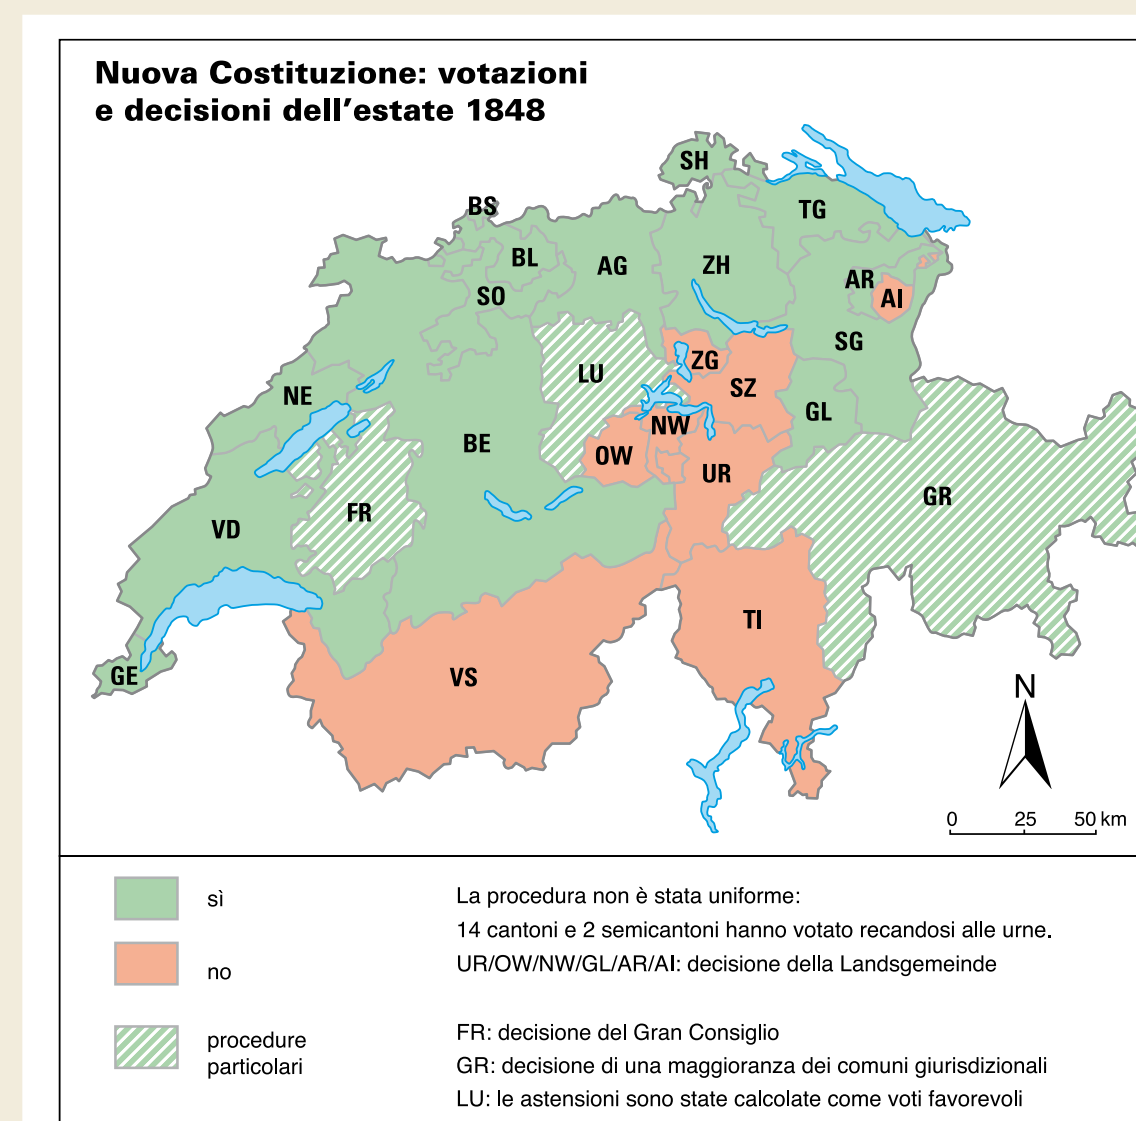 Nuova Costituzione: votazioni
e decisioni dell'estate 1848
SH
BS
TG
BL
AG
ZH
SO
AR
AI
SG
LU
ZG
SZ
NE
GL
BE
NW
OW
UR
GR
FR
VD
TI
GE
VS
N
0 25 50 km
sì
La procedura non è stata uniforme:
14 cantoni e 2 semicantoni hanno votato recandosi alle urne.
no
UR/OW/NW/GL/AR/AI: decisione della Landsgemeinde
procedure
particolari
FR: decisione del Gran Consiglio
GR: decisione di una maggioranza dei comuni giurisdizionali
LU: le astensioni sono state calcolate come voti favorevoli